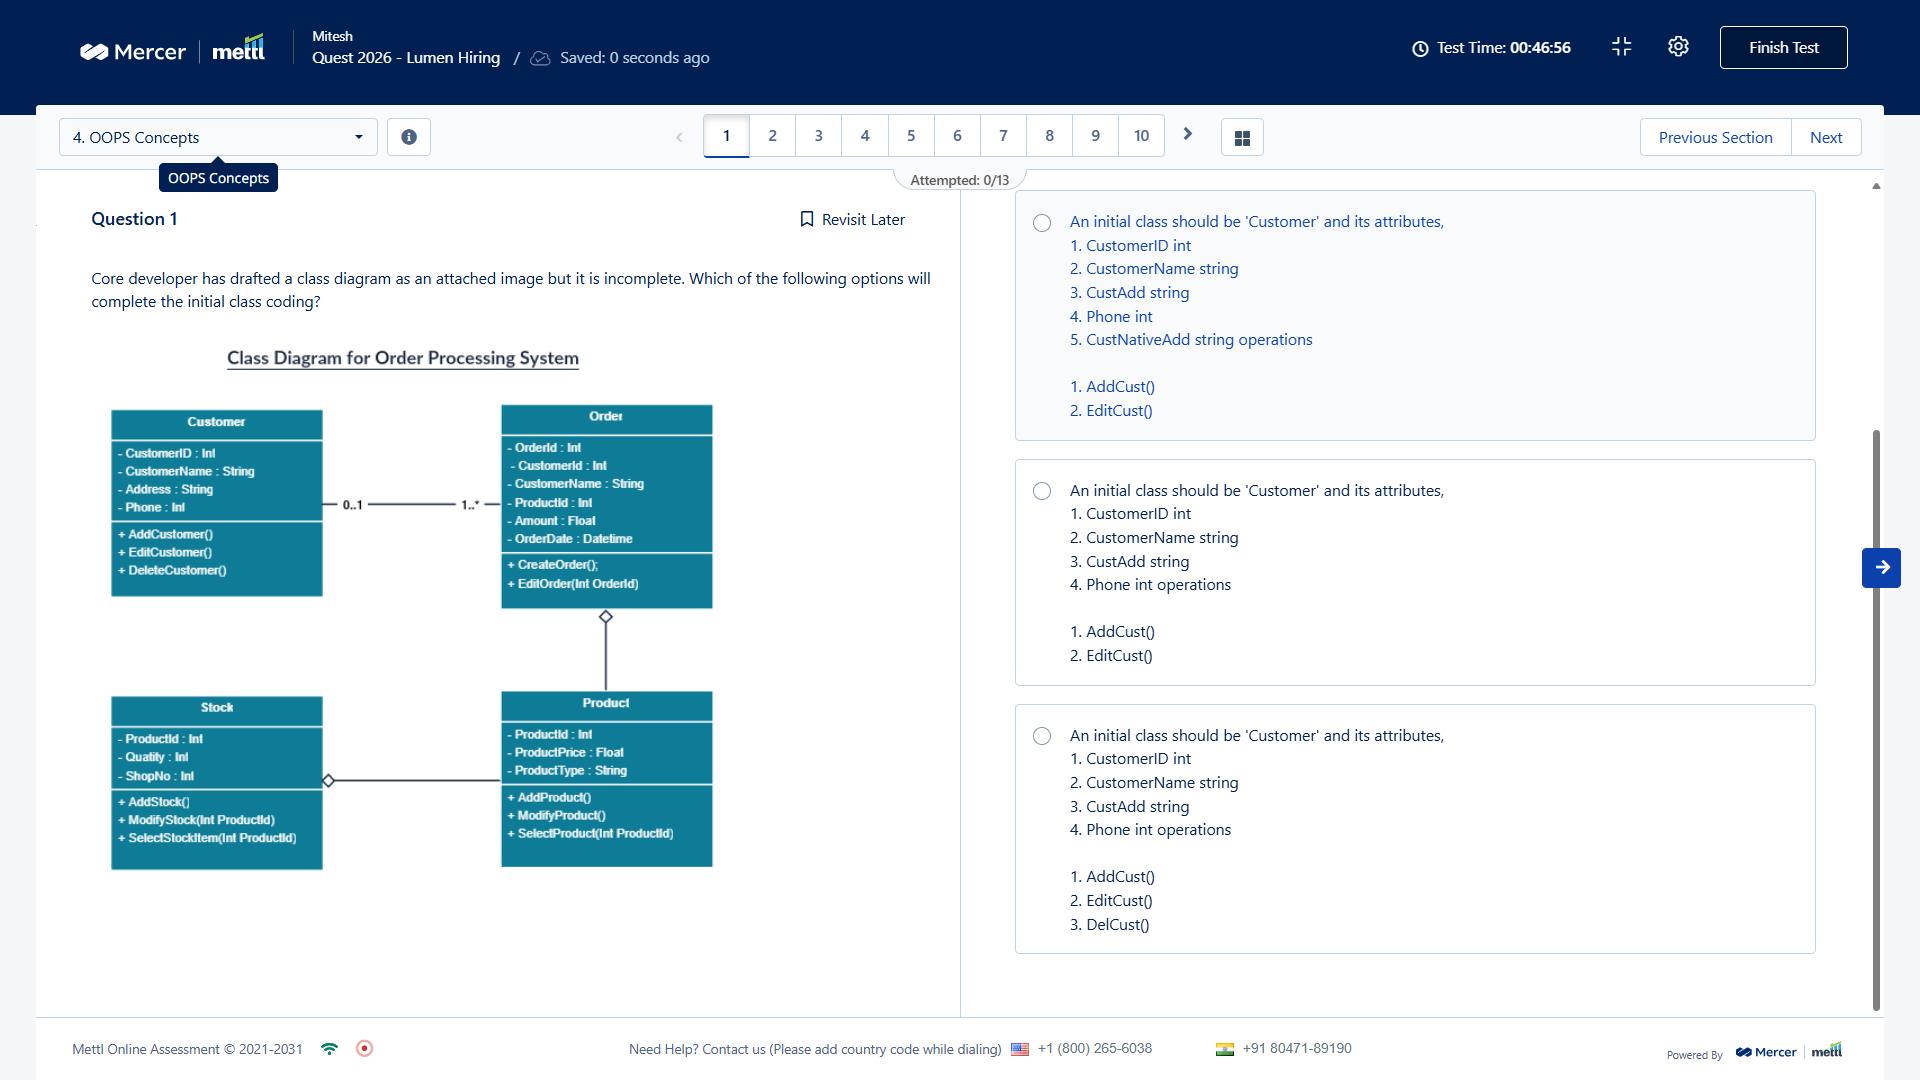 Mercer mettl
Mitesh
Quest 2026 - Lumen Hiring / Saved: 0 seconds ago
Test Time: 00:46:56
Finish Test
4. OOPS Concepts
1 2 3 4 5 6 7 8 9 10
Previous Section
Next
OOPS Concepts
Attempted: 0/13
Question 1
Revisit Later
Core developer has drafted a class diagram as an attached image but it is incomplete. Which of the following options will
complete the initial class coding?
Class Diagram for Order Processing System
Customer
- CustomerID : Int
- CustomerName : String
- Address : String
- Phone : Int
+ AddCustomer()
+ EditCustomer()
+ DeleteCustomer()
0..1
1..*
Order
- OrderId : Int
- CustomerId : Int
- CustomerName : String
- ProductId : Int
- Amount : Float
- OrderDate : Datetime
+ CreateOrder();
+ EditOrder(Int OrderId)
Stock
- ProductId : Int
- Quatity : Int
- ShopNo : Int
+ AddStock()
+ ModifyStock(Int ProductId)
+ SelectStockItem(Int ProductId)
Product
- ProductId : Int
- ProductPrice : Float
- ProductType : String
+ AddProduct()
+ ModifyProduct()
+ SelectProduct(Int ProductId)
An initial class should be 'Customer' and its attributes,
1. CustomerID int
2. CustomerName string
3. CustAdd string
4. Phone int
5. CustNativeAdd string operations
1. AddCust()
2. EditCust()
An initial class should be 'Customer' and its attributes,
1. CustomerID int
2. CustomerName string
3. CustAdd string
4. Phone int operations
1. AddCust()
2. EditCust()
An initial class should be 'Customer' and its attributes,
1. CustomerID int
2. CustomerName string
3. CustAdd string
4. Phone int operations
1. AddCust()
2. EditCust()
3. DelCust()
Mettl Online Assessment © 2021-2031
Need Help? Contact us (Please add country code while dialing) +1 (800) 265-6038
+91 80471-89190
Powered By Mercer mettl